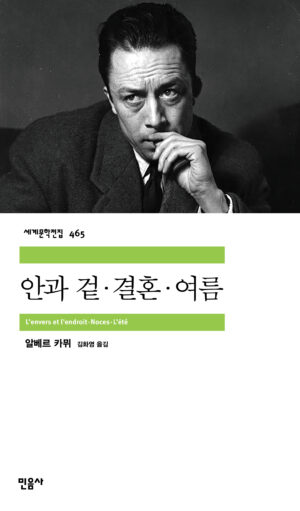 세계문학전집 465
안과 겉·결혼·여름
L'envers et l'endroit·Noces·L'été
알베르 카뮈 김화영 옮김
민음사